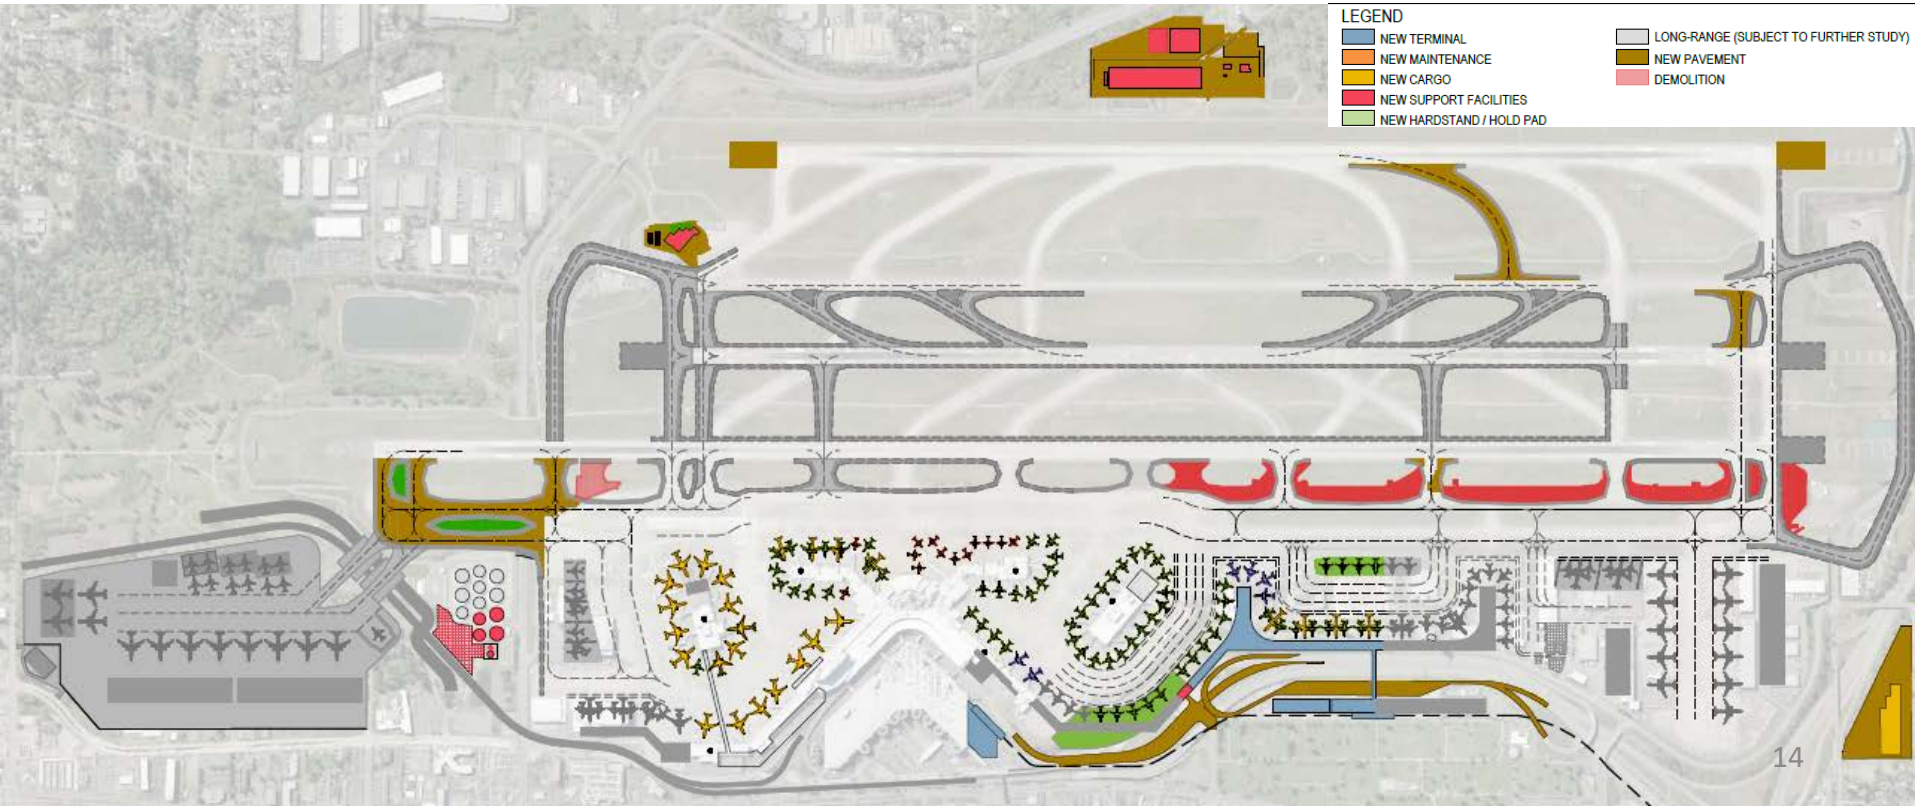 LEGEND
NEW TERMINAL
NEW MAINTENANCE
NEW CARGO
NEW SUPPORT FACILITIES
NEW HARDSTAND / HOLD PAD
LONG-RANGE (SUBJECT TO FURTHER STUDY)
NEW PAVEMENT
DEMOLITION
14